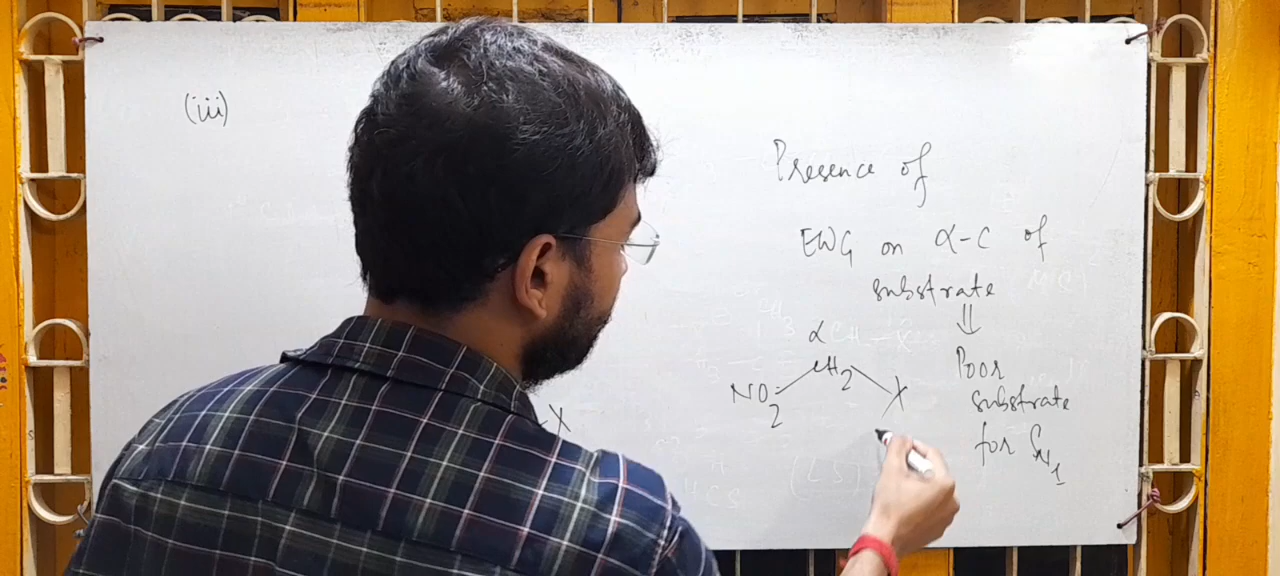 (iii)
Presence of
EWG on α-C of
substrate
⇓
Poor
substrate
for SN1
α
CH2
NO2
X
-X